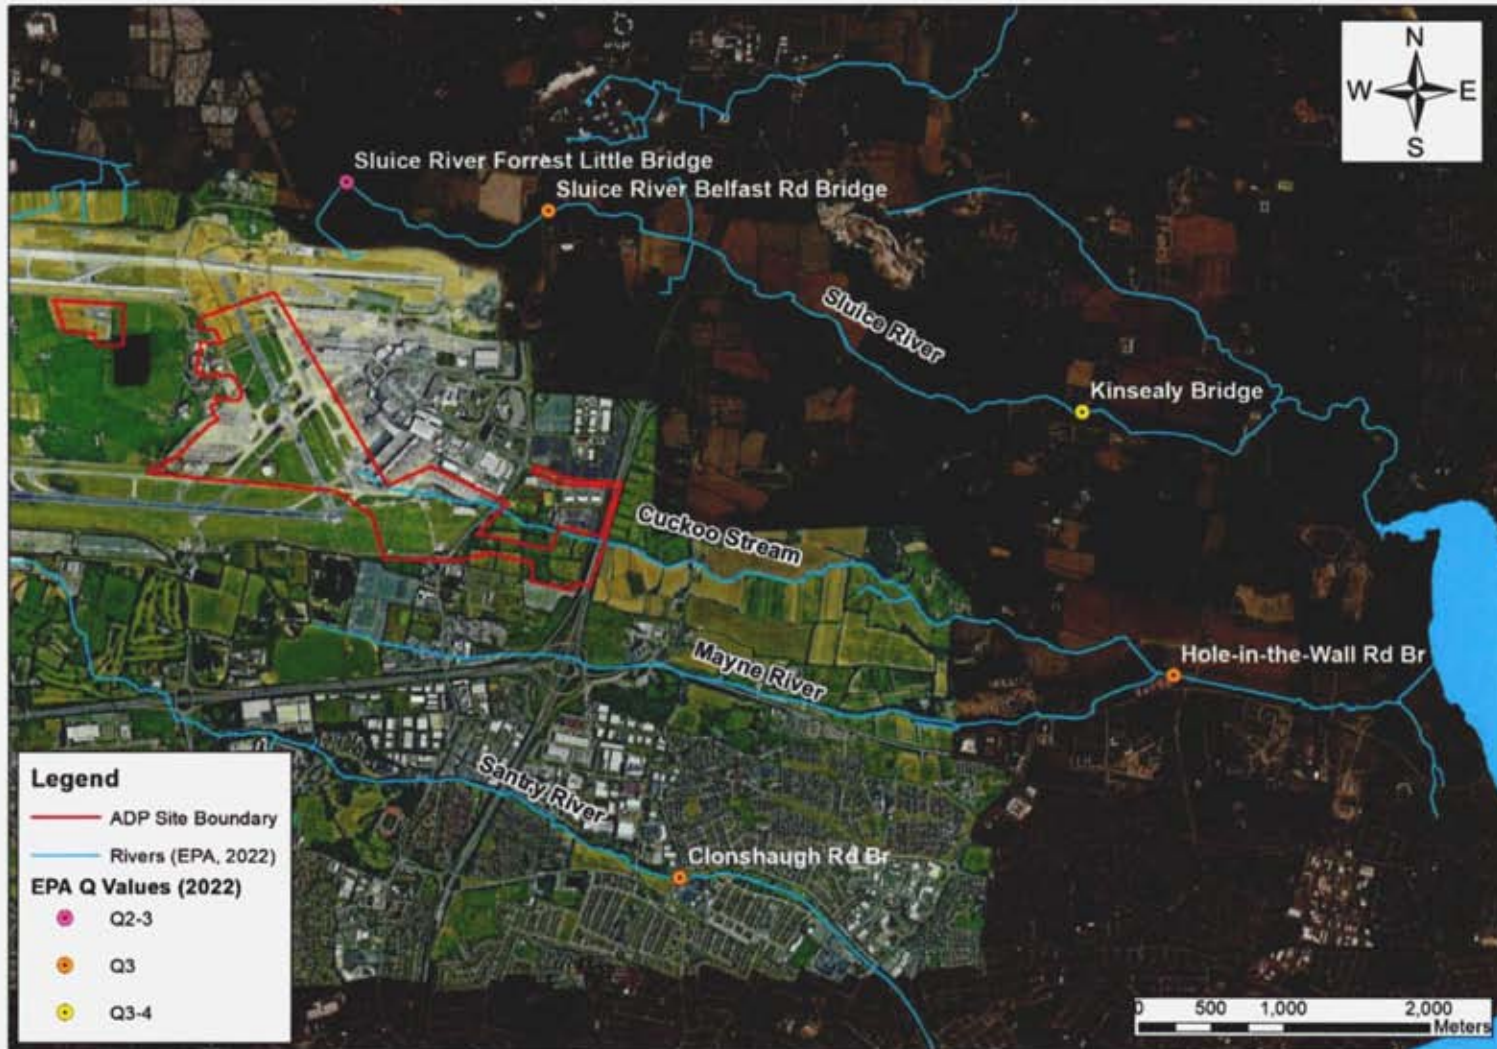 N
W E
S
Sluice River Forrest Little Bridge
Sluice River Belfast Rd Bridge
Sluice River
Kinsealy Bridge
Cuckoo Stream
Hole-in-the-Wall Rd Br
Mayne River
Santry River
Clonshaugh Rd Br
Legend
ADP Site Boundary
Rivers (EPA, 2022)
EPA Q Values (2022)
Q2-3
Q3
Q3-4
0 500 1,000 2,000
Meters